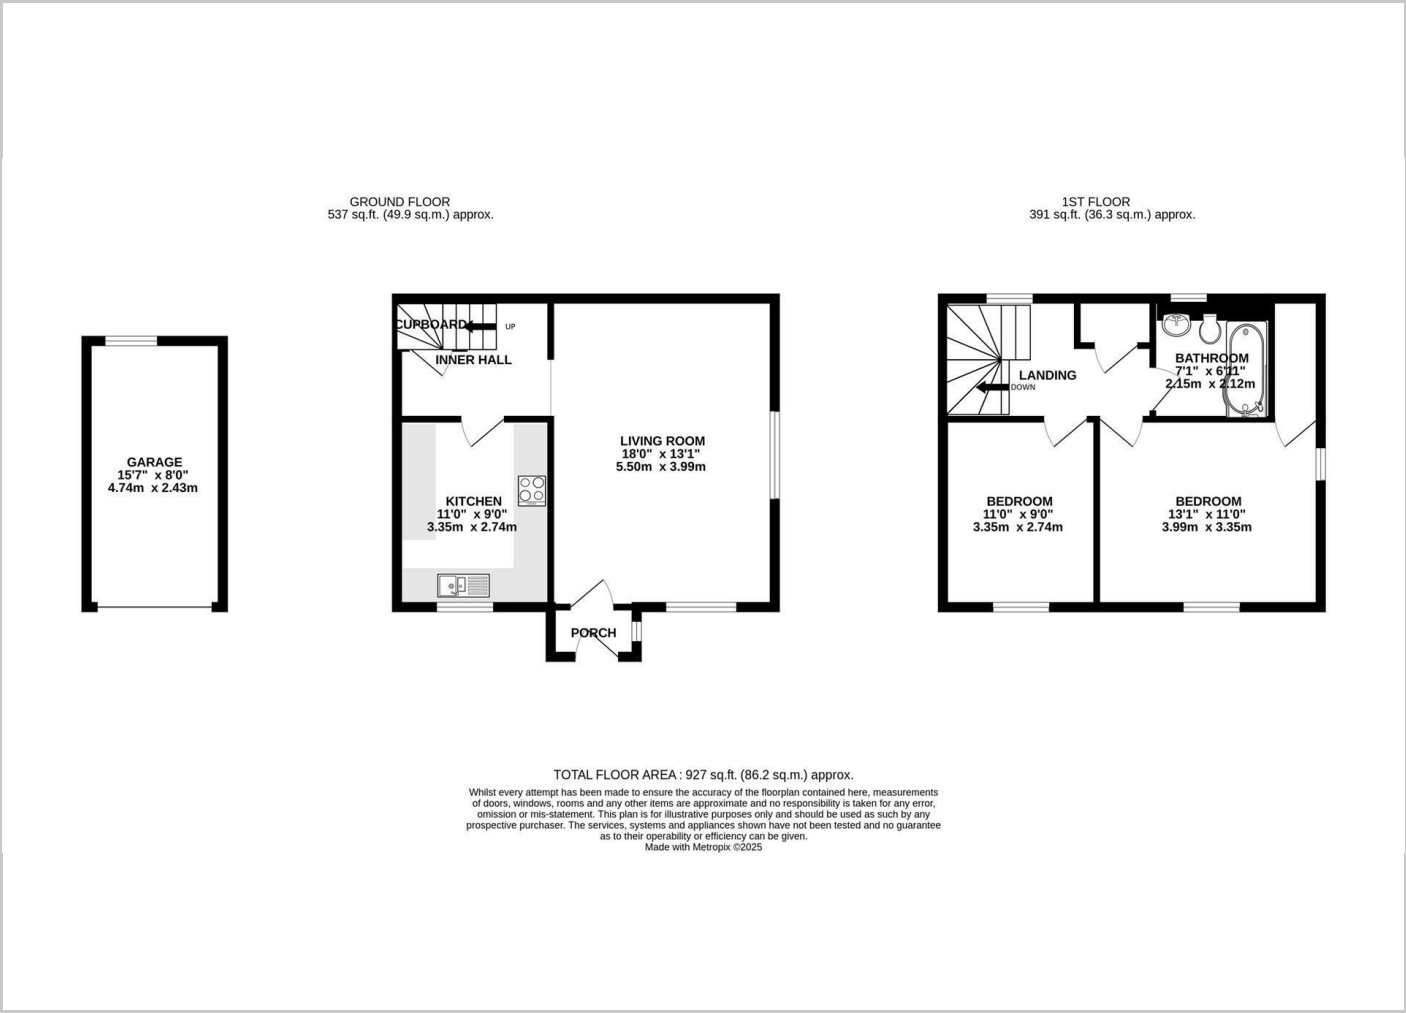 GROUND FLOOR
537 sq.ft. (49.9 sq.m.) approx.
1ST FLOOR
391 sq.ft. (36.3 sq.m.) approx.
GARAGE
15'7" x 8'0"
4.74m x 2.43m
CUPBOARD
UP
INNER HALL
KITCHEN
11'0" x 9'0"
3.35m x 2.74m
LIVING ROOM
18'0" x 13'1"
5.50m x 3.99m
PORCH
LANDING
DOWN
BATHROOM
7'1" x 6'11"
2.15m x 2.12m
BEDROOM
11'0" x 9'0"
3.35m x 2.74m
BEDROOM
13'1" x 11'0"
3.99m x 3.35m
TOTAL FLOOR AREA : 927 sq.ft. (86.2 sq.m.) approx.
Whilst every attempt has been made to ensure the accuracy of the floorplan contained here, measurements
of doors, windows, rooms and any other items are approximate and no responsibility is taken for any error,
omission or mis-statement. This plan is for illustrative purposes only and should be used as such by any
prospective purchaser. The services, systems and appliances shown have not been tested and no guarantee
as to their operability or efficiency can be given.
Made with Metropix ©2025